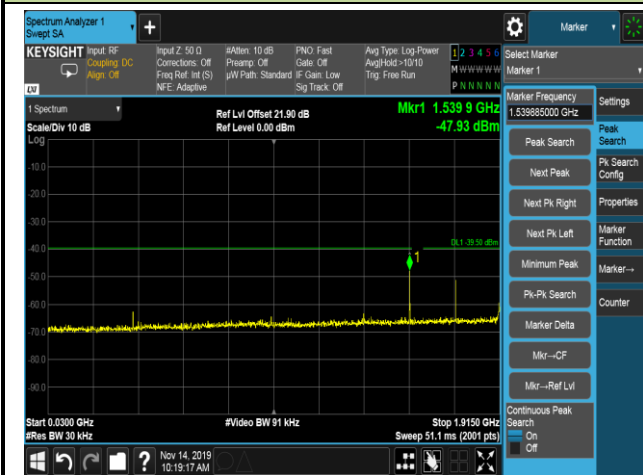 Spectrum Analyzer 1
Swept SA
+
Marker
KEYSIGHT
Input: RF
Coupling: DC
Align: Off
Input Z: 50 Ω
Corrections: Off
Freq Ref: Int (S)
NFE: Adaptive
#Atten: 10 dB
Preamp: Off
µW Path: Standard
PNO: Fast
Gate: Off
IF Gain: Low
Sig Track: Off
Avg Type: Log-Power
Avg|Hold:>10/10
Trig: Free Run
1 2 3 4 5 6
M W W W W W
P N N N N N
LXI
Select Marker
Marker 1
1 Spectrum
Scale/Div 10 dB
Ref Lvl Offset 21.90 dB
Ref Level 0.00 dBm
Mkr1 1.539 9 GHz
-47.93 dBm
Log
-10.0
-20.0
-30.0
-40.0
-50.0
-60.0
-70.0
-80.0
-90.0
DL1 -39.50 dBm
1
Start 0.0300 GHz
#Res BW 30 kHz
#Video BW 91 kHz
Stop 1.9150 GHz
Sweep 51.1 ms (2001 pts)
Marker Frequency
1.539885000 GHz
Peak Search
Next Peak
Next Pk Right
Next Pk Left
Minimum Peak
Pk-Pk Search
Marker Delta
Mkr→CF
Mkr→Ref Lvl
Continuous Peak
Search
On
Off
Settings
Peak
Search
Pk Search
Config
Properties
Marker
Function
Marker→
Counter
?
Nov 14, 2019
10:19:17 AM